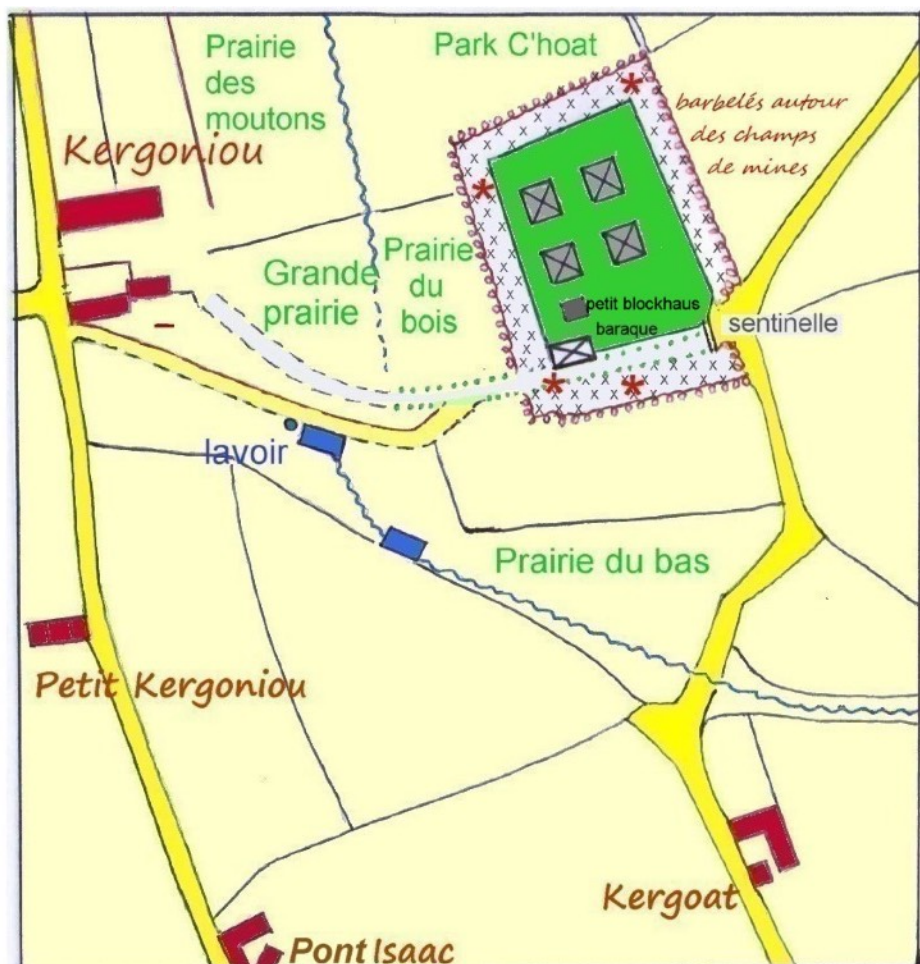 Prairie
des
moutons
Park C'hoat
barbelés autour
des champs
de mines
Kergoniou
Grande
prairie
Prairie
du
bois
petit blockhaus
baraque
sentinelle
lavoir
Prairie du bas
Petit Kergoniou
Kergoat
Pont Isaac